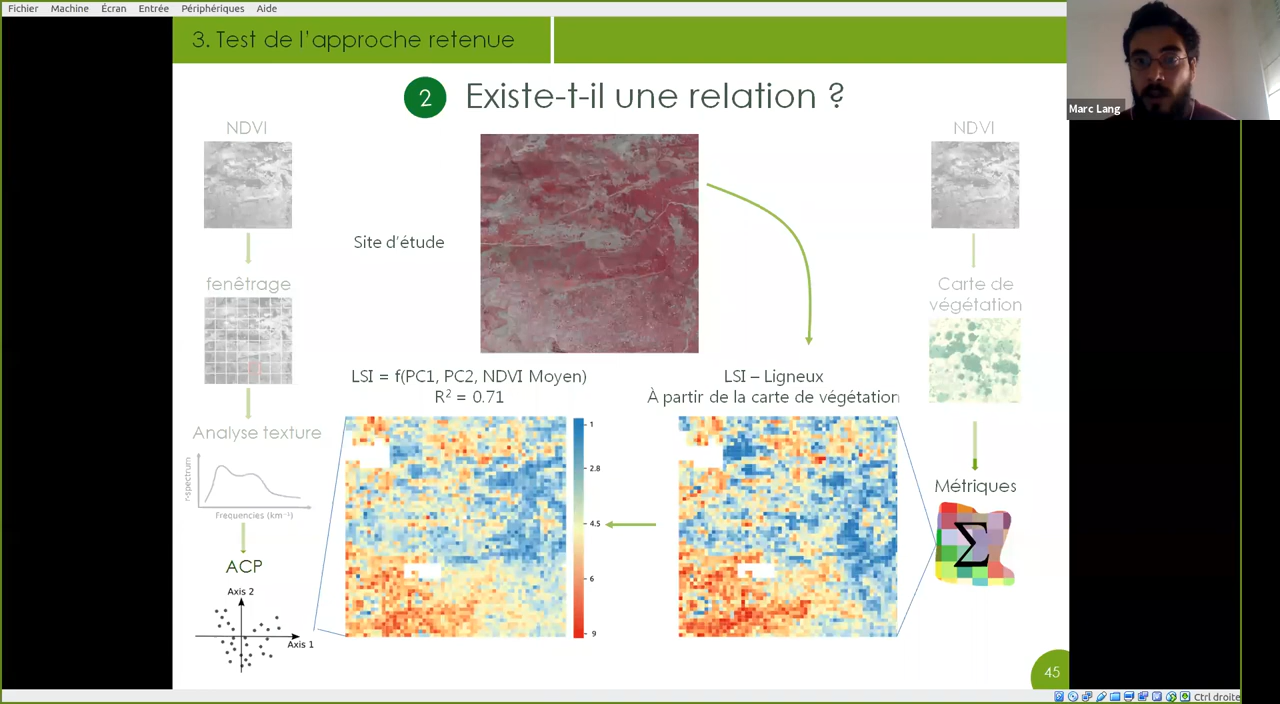 Fichier Machine Écran Entrée Périphériques Aide
3. Test de l'approche retenue
Marc Lang
2 Existe-t-il une relation ?
NDVI
NDVI
Site d'étude
fenêtrage
Carte de
végétation
LSI = f(PC1, PC2, NDVI Moyen)
R² = 0.71
LSI – Ligneux
À partir de la carte de végétation
Analyse texture
r-spectrum
Frequencies (km⁻¹)
1
2.8
4.5
6
9
Métriques
Σ
ACP
Axis 2
Axis 1
45
Ctrl droite